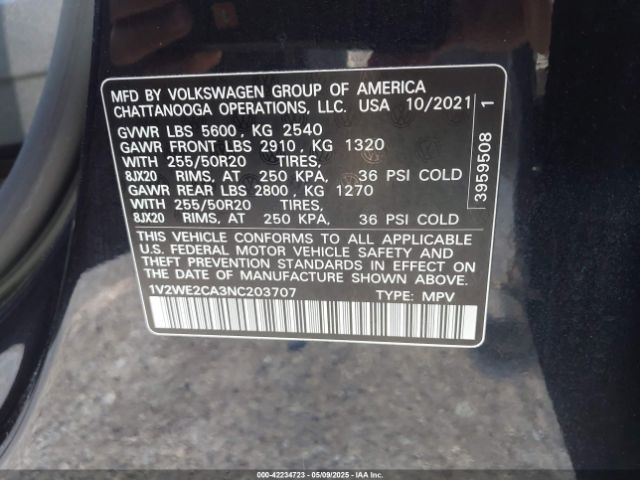 MFD BY VOLKSWAGEN GROUP OF AMERICA
CHATTANOOGA OPERATIONS, LLC. USA 10/2021
GVWR LBS 5600, KG 2540
GAWR FRONT LBS 2910, KG 1320
WITH 255/50R20 TIRES,
8JX20 RIMS, AT 250 KPA, 36 PSI COLD
GAWR REAR LBS 2800, KG 1270
WITH 255/50R20 TIRES,
8JX20 RIMS, AT 250 KPA, 36 PSI COLD
THIS VEHICLE CONFORMS TO ALL APPLICABLE
U.S. FEDERAL MOTOR VEHICLE SAFETY AND
THEFT PREVENTION STANDARDS IN EFFECT ON THE
DATE OF MANUFACTURE SHOWN ABOVE.
1V2WE2CA3NC203707 TYPE: MPV
3959508 1
000-42234723 - 05/09/2025 - IAAI.COM